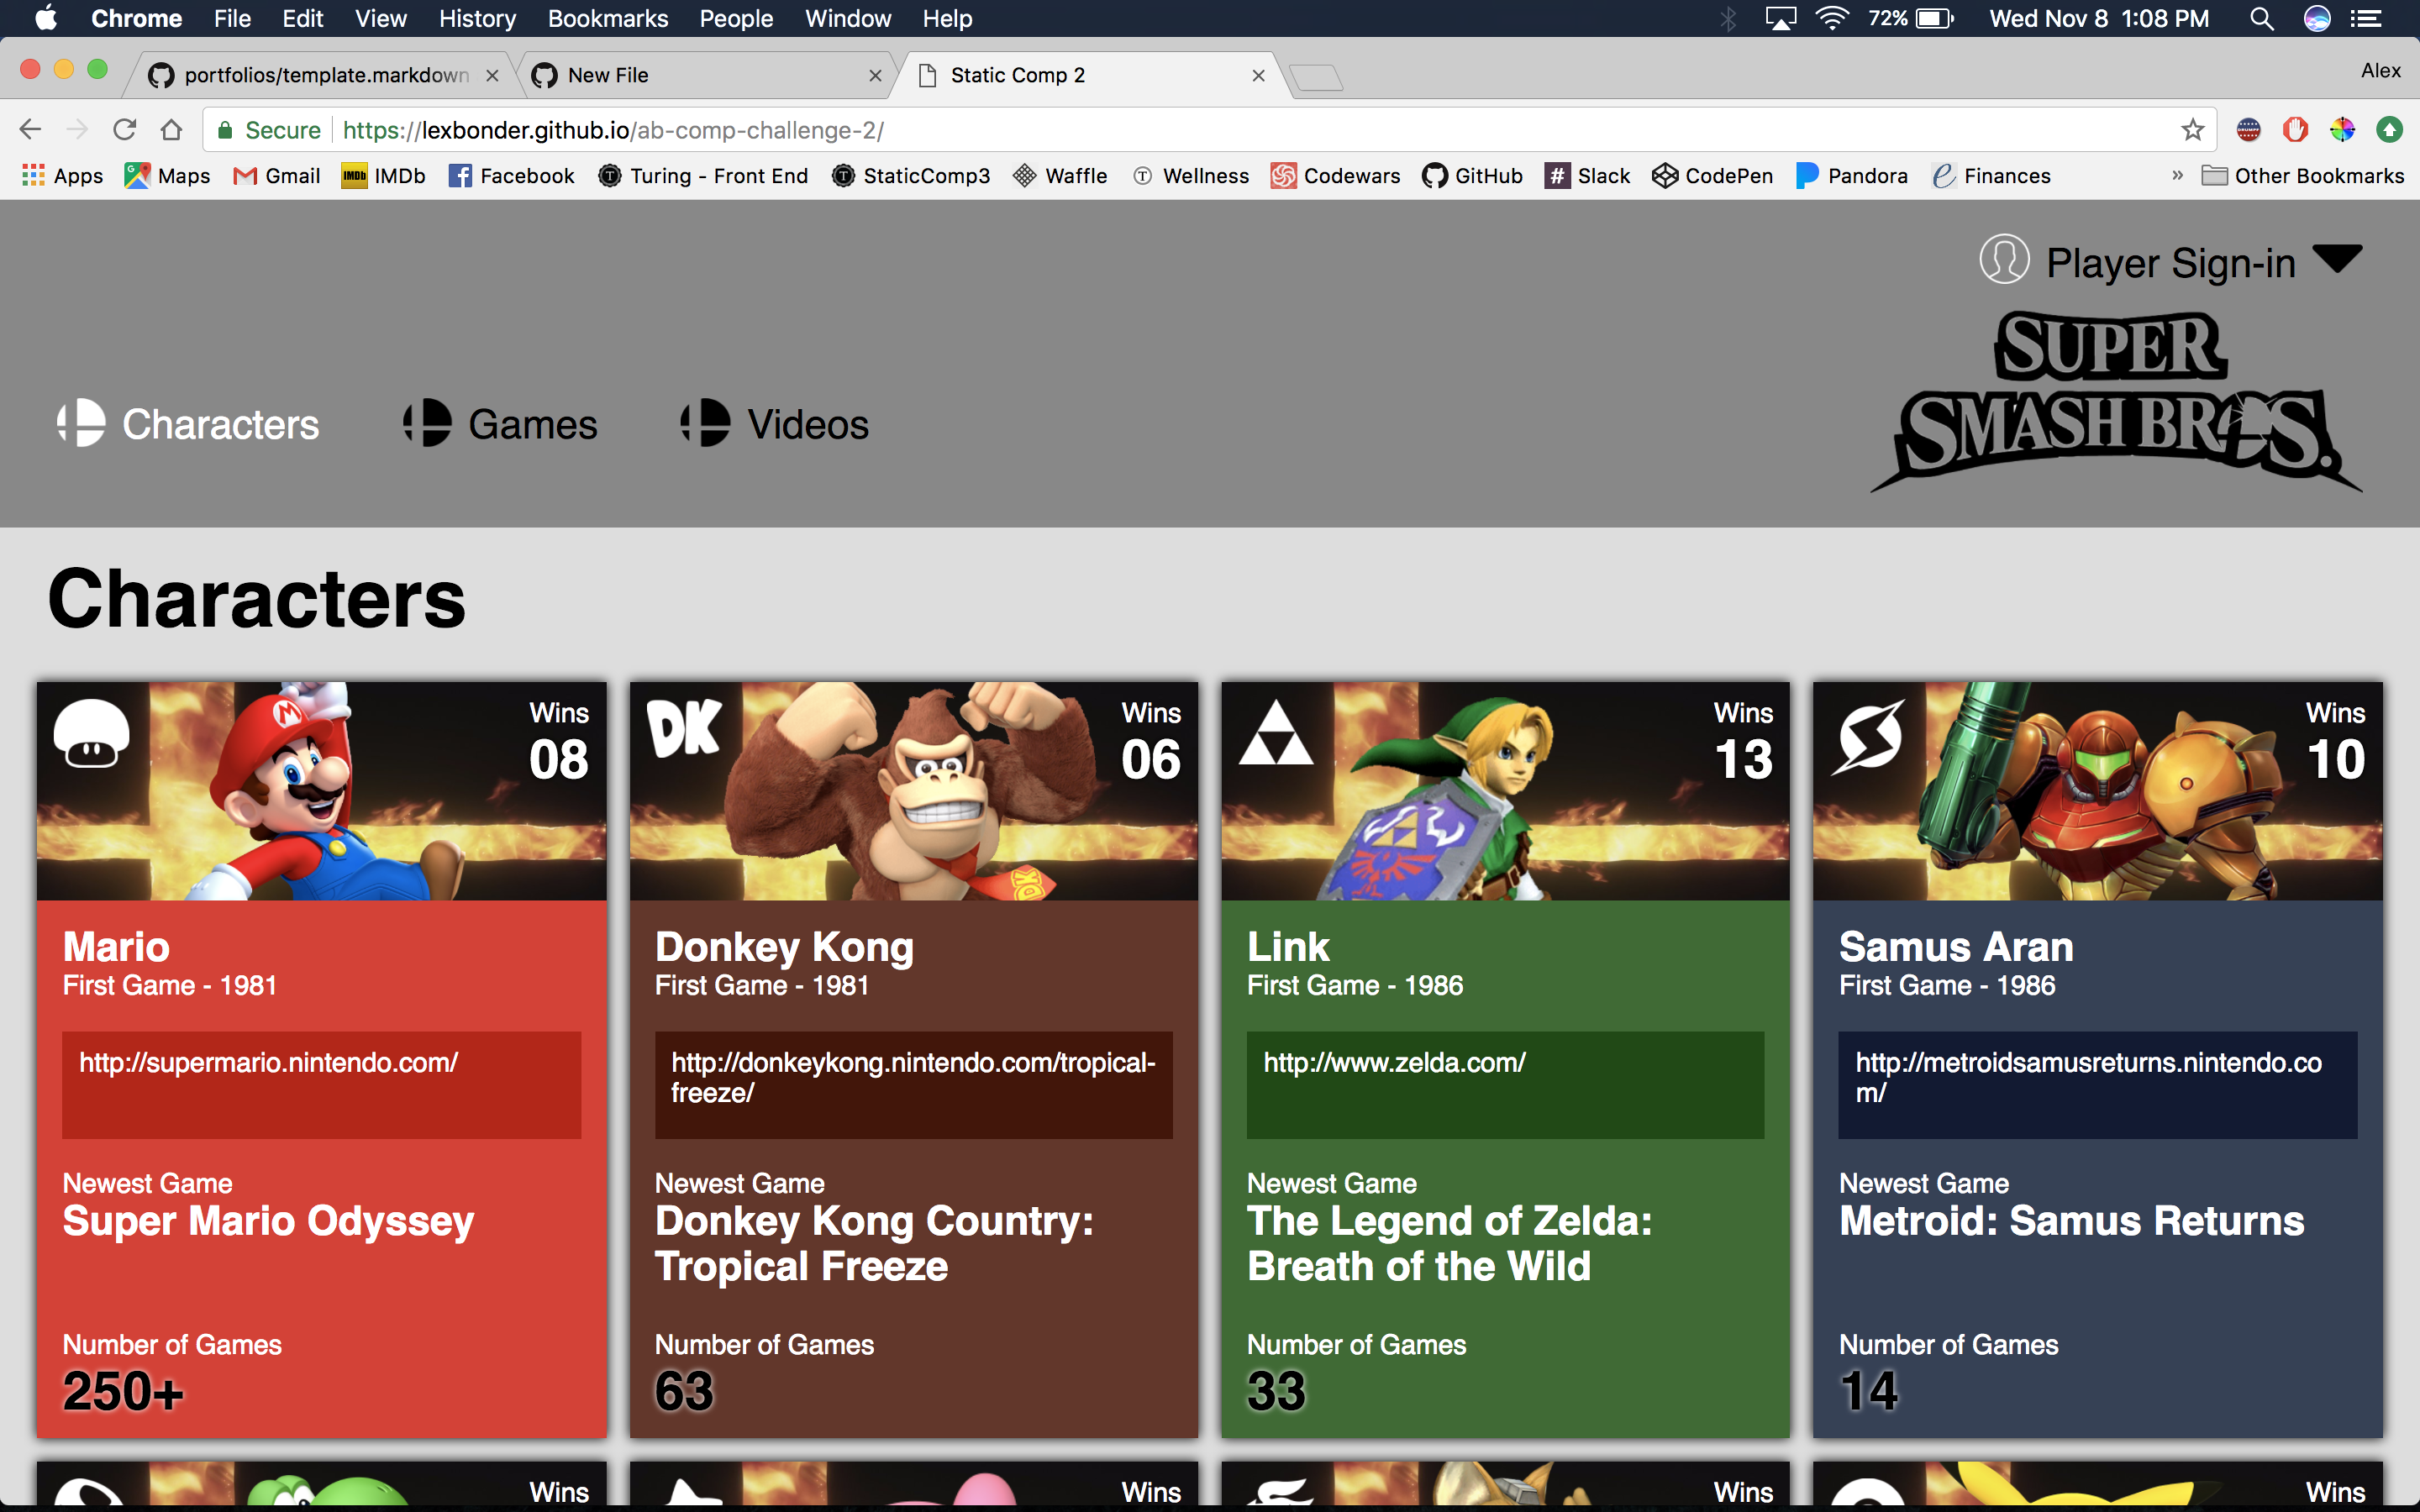 Chrome File Edit View History Bookmarks People Window Help 72% Wed Nov 8 1:08 PM
portfolios/template.markdown New File Static Comp 2 Alex
Secure https://lexbonder.github.io/ab-comp-challenge-2/
Apps Maps Gmail IMDb Facebook Turing - Front End StaticComp3 Waffle Wellness Codewars GitHub Slack CodePen Pandora Finances » Other Bookmarks
Player Sign-in
SUPER
SMASH BROS.
Characters Games Videos
Characters
Wins
08
DK
Wins
06
Wins
13
Wins
10
Mario
First Game - 1981
http://supermario.nintendo.com/
Newest Game
Super Mario Odyssey
Number of Games
250+
Donkey Kong
First Game - 1981
http://donkeykong.nintendo.com/tropical-
freeze/
Newest Game
Donkey Kong Country:
Tropical Freeze
Number of Games
63
Link
First Game - 1986
http://www.zelda.com/
Newest Game
The Legend of Zelda:
Breath of the Wild
Number of Games
33
Samus Aran
First Game - 1986
http://metroidsamusreturns.nintendo.co
m/
Newest Game
Metroid: Samus Returns
Number of Games
14
Wins
Wins
Wins
Wins